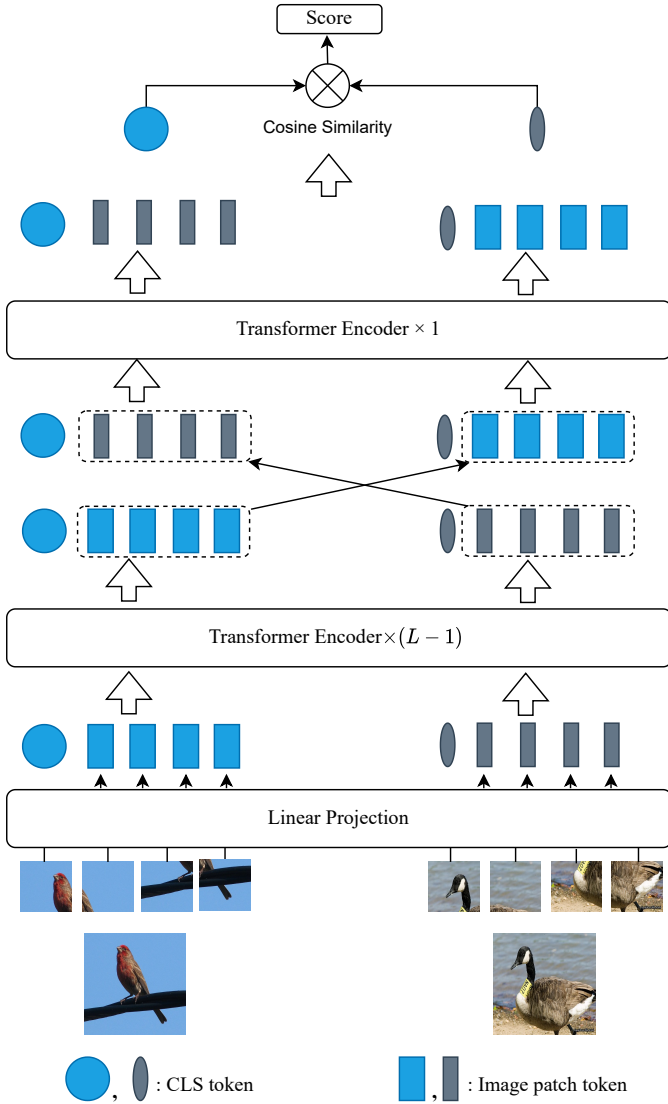 Score
Cosine Similarity
Transformer Encoder × 1
Transformer Encoder×(L − 1)
Linear Projection
, : CLS token
, : Image patch token